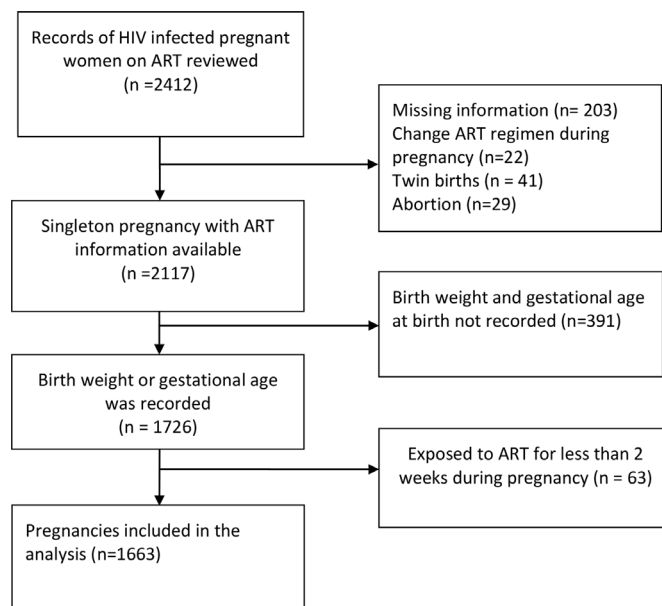 Records of HIV infected pregnant
women on ART reviewed
(n =2412)
Missing information (n= 203)
Change ART regimen during
pregnancy (n=22)
Twin births (n = 41)
Abortion (n=29)
Singleton pregnancy with ART
information available
(n =2117)
Birth weight and gestational age
at birth not recorded (n=391)
Birth weight or gestational age
was recorded
(n = 1726)
Exposed to ART for less than 2
weeks during pregnancy (n = 63)
Pregnancies included in the
analysis (n=1663)